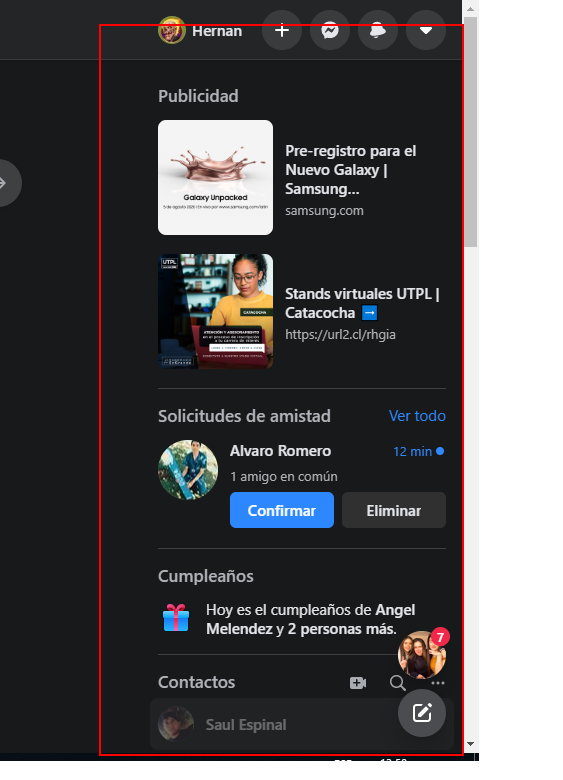 Hernan
Publicidad
Galaxy Unpacked
Pre-registro para el
Nuevo Galaxy |
Samsung...
samsung.com
UTPL
CATACOCHA
ATENCIÓN Y ASESORAMIENTO
en el proceso de inscripción
a tu carrera de interés
Stands virtuales UTPL |
Catacocha ➡
https://url2.cl/rhgia
Solicitudes de amistad
Ver todo
Alvaro Romero
12 min
1 amigo en común
Confirmar
Eliminar
Cumpleaños
Hoy es el cumpleaños de Angel
Melendez y 2 personas más.
7
Contactos
Saul Espinal